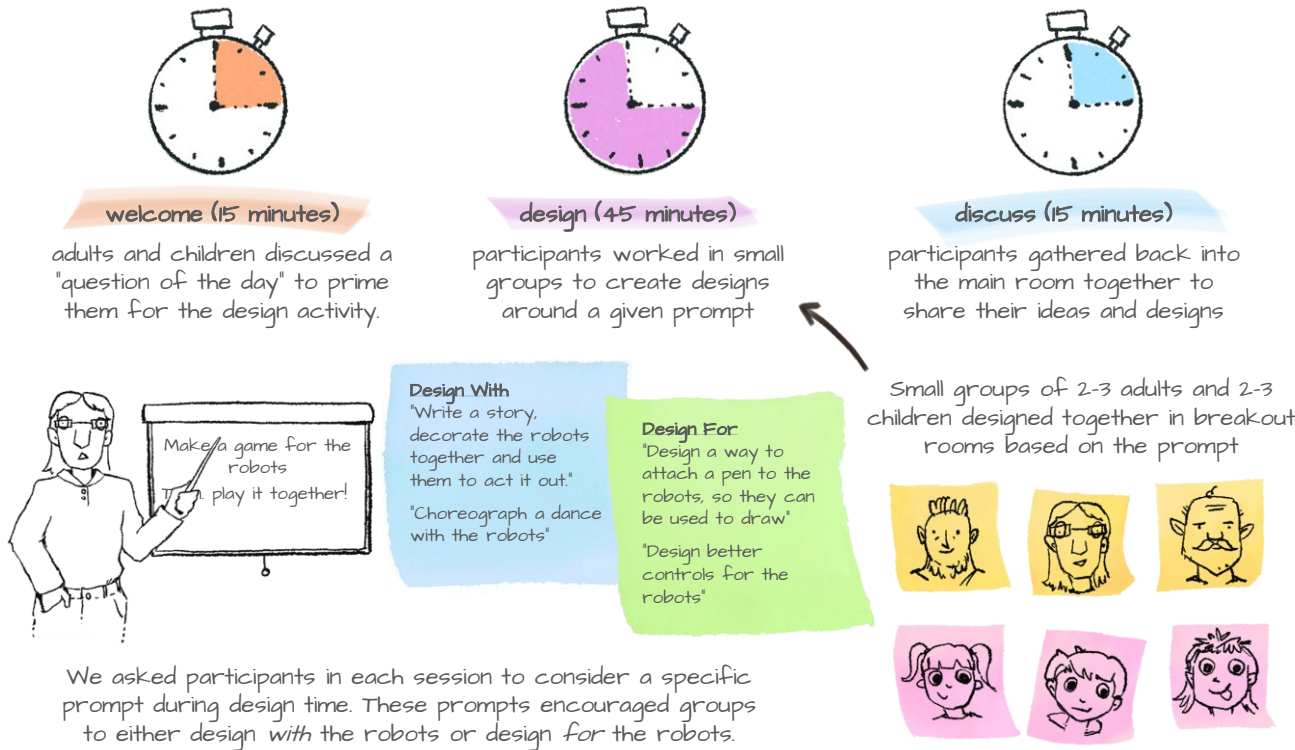 welcome (15 minutes)
adults and children discussed a
"question of the day" to prime
them for the design activity.
design (45 minutes)
participants worked in small
groups to create designs
around a given prompt
discuss (15 minutes)
participants gathered back into
the main room together to
share their ideas and designs
Make a game for the
robots
play it together!
Design With
"Write a story,
decorate the robots
together and use
them to act it out."
"Choreograph a dance
with the robots"
Design For
"Design a way to
attach a pen to the
robots, so they can
be used to draw"
"Design better
controls for the
robots"
Small groups of 2-3 adults and 2-3
children designed together in breakout
rooms based on the prompt
We asked participants in each session to consider a specific
prompt during design time. These prompts encouraged groups
to either design with the robots or design for the robots.